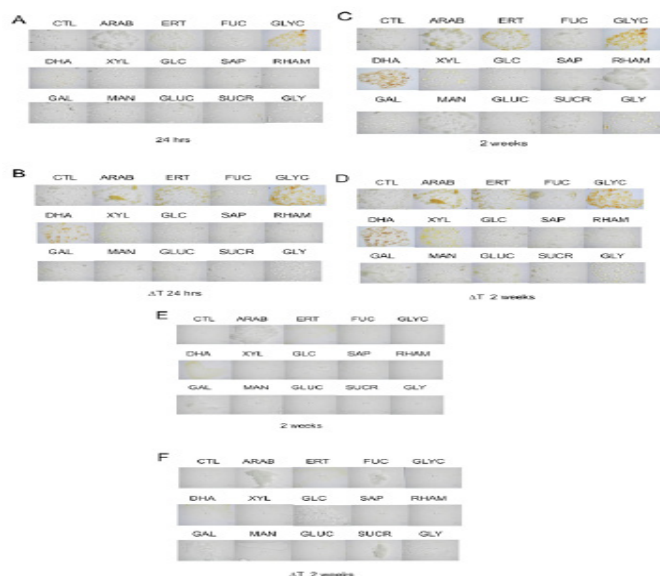 A
CTL ARAB ERT FUC GLYC
DHA XYL GLC SAP RHAM
GAL MAN GLUC SUCR GLY
24 hrs
B
CTL ARAB ERT FUC GLYC
DHA XYL GLC SAP RHAM
GAL MAN GLUC SUCR GLY
ΔT 24 hrs
C
CTL ARAB ERT FUC GLYC
DHA XYL GLC SAP RHAM
GAL MAN GLUC SUCR GLY
2 weeks
D
CTL ARAB ERT FUC GLYC
DHA XYL GLC SAP RHAM
GAL MAN GLUC SUCR GLY
ΔT 2 weeks
E
CTL ARAB ERT FUC GLYC
DHA XYL GLC SAP RHAM
GAL MAN GLUC SUCR GLY
2 weeks
F
CTL ARAB ERT FUC GLYC
DHA XYL GLC SAP RHAM
GAL MAN GLUC SUCR GLY
ΔT 2 weeks